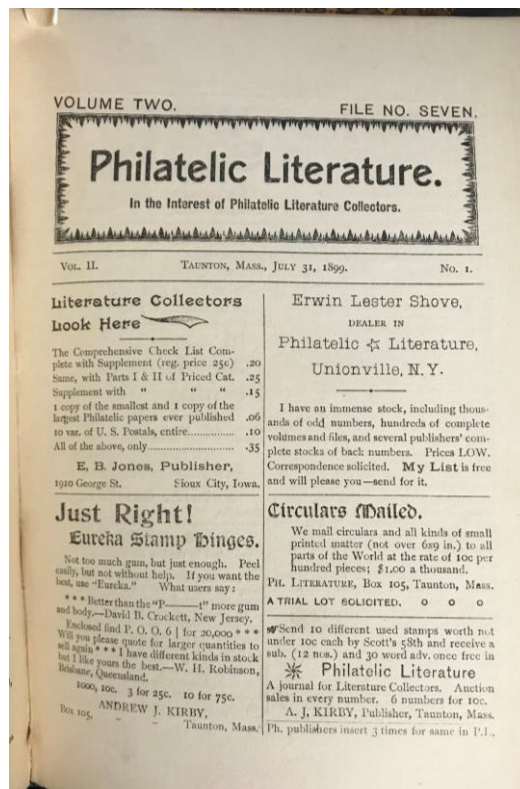 VOLUME TWO.
FILE NO. SEVEN.
Philatelic Literature.
In the Interest of Philatelic Literature Collectors.
VOL. II.
TAUNTON, MASS., JULY 31, 1899.
No. 1.
Literature Collectors
Look Here
The Comprehensive Check List Com-
plete with Supplement (reg. price 25c) .20
Same, with Parts I & II of Priced Cat. .25
Supplement with " " " .15
1 copy of the smallest and 1 copy of the
largest Philatelic papers ever published .06
10 var. of U. S. Postals, entire............... .10
All of the above, only........................ .35
E. B. Jones, Publisher,
1910 George St. Sioux City, Iowa.
Just Right!
Eureka Stamp Hinges.
Not too much gum, but just enough. Peel
easily, but not without help. If you want the
best, use "Eureka." What users say:
* * * Better than the "P——t" more gum
and body.—David B. Crockett, New Jersey.
Enclosed find P. O. O. 6 | for 20,000 * * *
Will you please quote for larger quantities to
sell again * * * I have different kinds in stock
but I like yours the best.—W. H. Robinson,
Brisbane, Queensland.
1000, 10c. 3 for 25c. 10 for 75c.
ANDREW J. KIRBY,
Box 105, - - Taunton, Mass.
Erwin Lester Shove,
DEALER IN
Philatelic Literature,
Unionville, N. Y.
I have an immense stock, including thous-
ands of odd numbers, hundreds of complete
volumes and files, and several publishers' com-
plete stocks of back numbers. Prices LOW.
Correspondence solicited. My List is free
and will please you—send for it.
Circulars Mailed.
We mail circulars and all kinds of small
printed matter (not over 6x9 in.) to all
parts of the World at the rate of 10c per
hundred pieces; $1.00 a thousand.
PH. LITERATURE, Box 105, Taunton, Mass.
A TRIAL LOT SOLICITED. o o o
Send 10 different used stamps worth not
under 10c each by Scott's 58th and receive a
sub. (12 nos.) and 30 word adv. once free in
Philatelic Literature
A journal for Literature Collectors. Auction
sales in every number. 6 numbers for 10c.
A. J, KIRBY, Publisher, Taunton, Mass.
Ph. publishers insert 3 times for same in P.L.